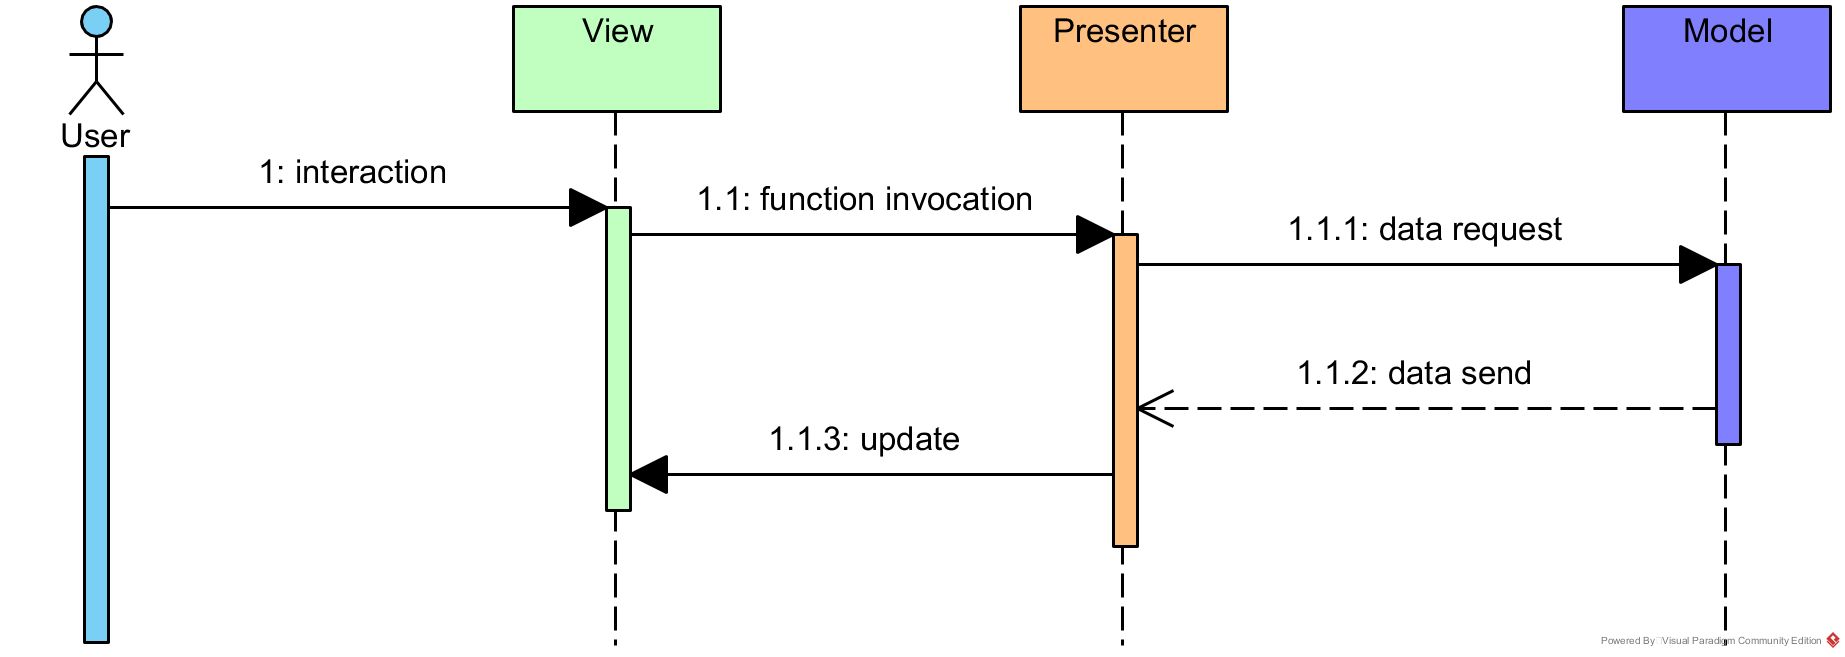 View
Presenter
Model
User
1: interaction
1.1: function invocation
1.1.1: data request
1.1.2: data send
1.1.3: update
Powered By Visual Paradigm Community Edition